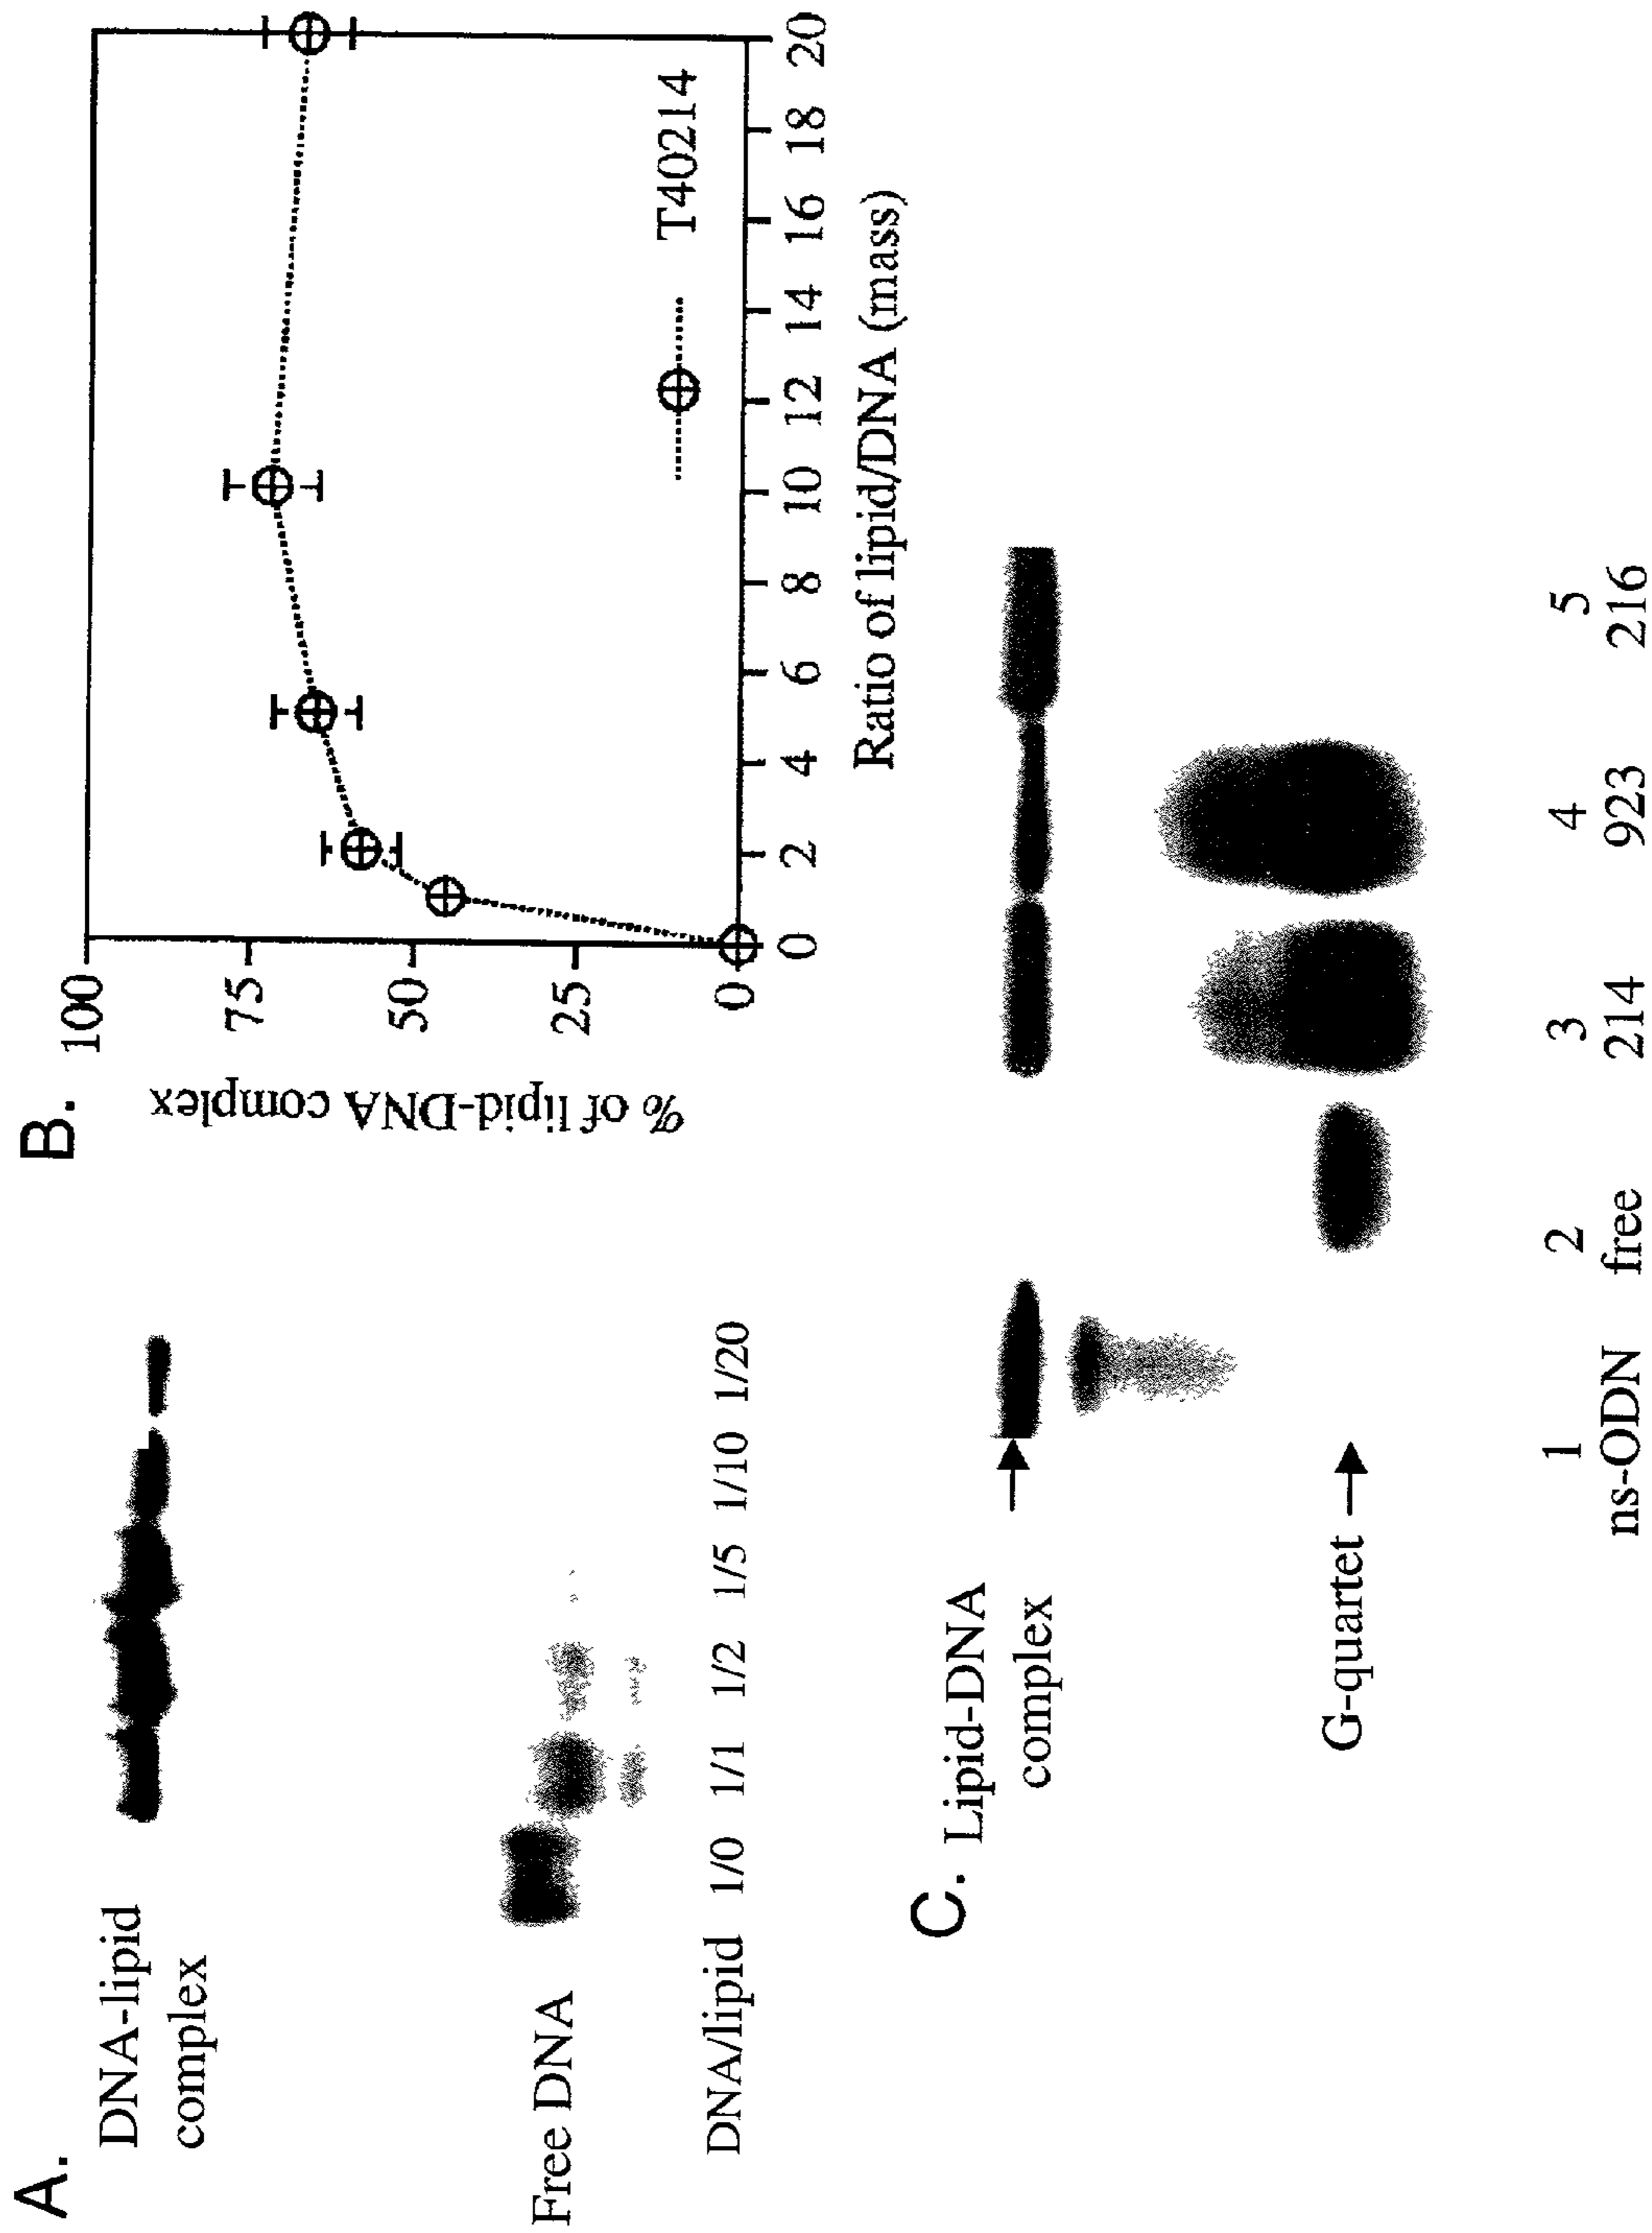 A.
DNA-lipid
complex
Free DNA
DNA/lipid 1/0 1/1 1/2 1/5 1/10 1/20
B.
% of lipid-DNA complex
100
75
50
25
0
0 2 4 6 8 10 12 14 16 18 20
T40214
Ratio of lipid/DNA (mass)
C.
Lipid-DNA
complex
G-quartet
1 2 3 4 5
ns-ODN free 214 923 216